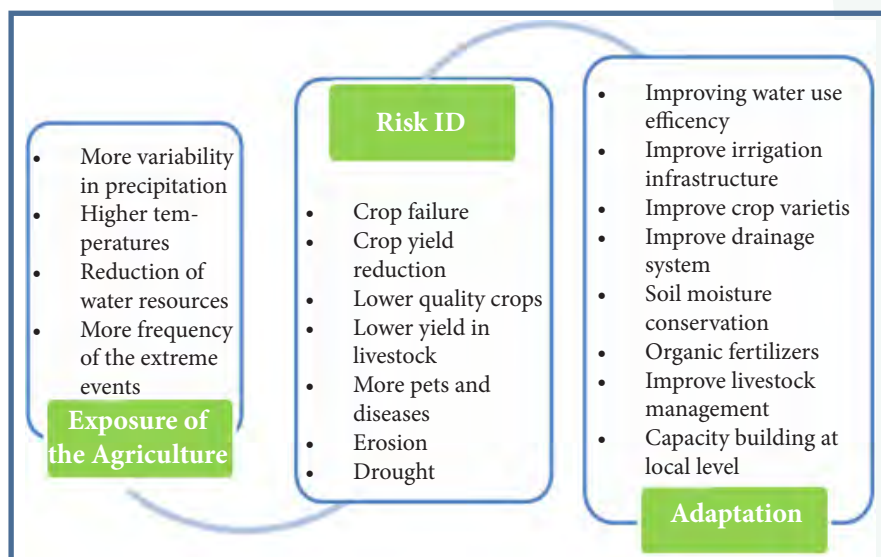 • More variability
in precipitation
• Higher tem-
peratures
• Reduction of
water resources
• More frequency
of the extreme
events
Exposure of
the Agriculture
Risk ID
• Crop failure
• Crop yield
reduction
• Lower quality crops
• Lower yield in
livestock
• More pets and
diseases
• Erosion
• Drought
• Improving water use
efficency
• Improve irrigation
infrastructure
• Improve crop varietis
• Improve drainage
system
• Soil moisture
conservation
• Organic fertilizers
• Improve livestock
management
• Capacity building at
local level
Adaptation